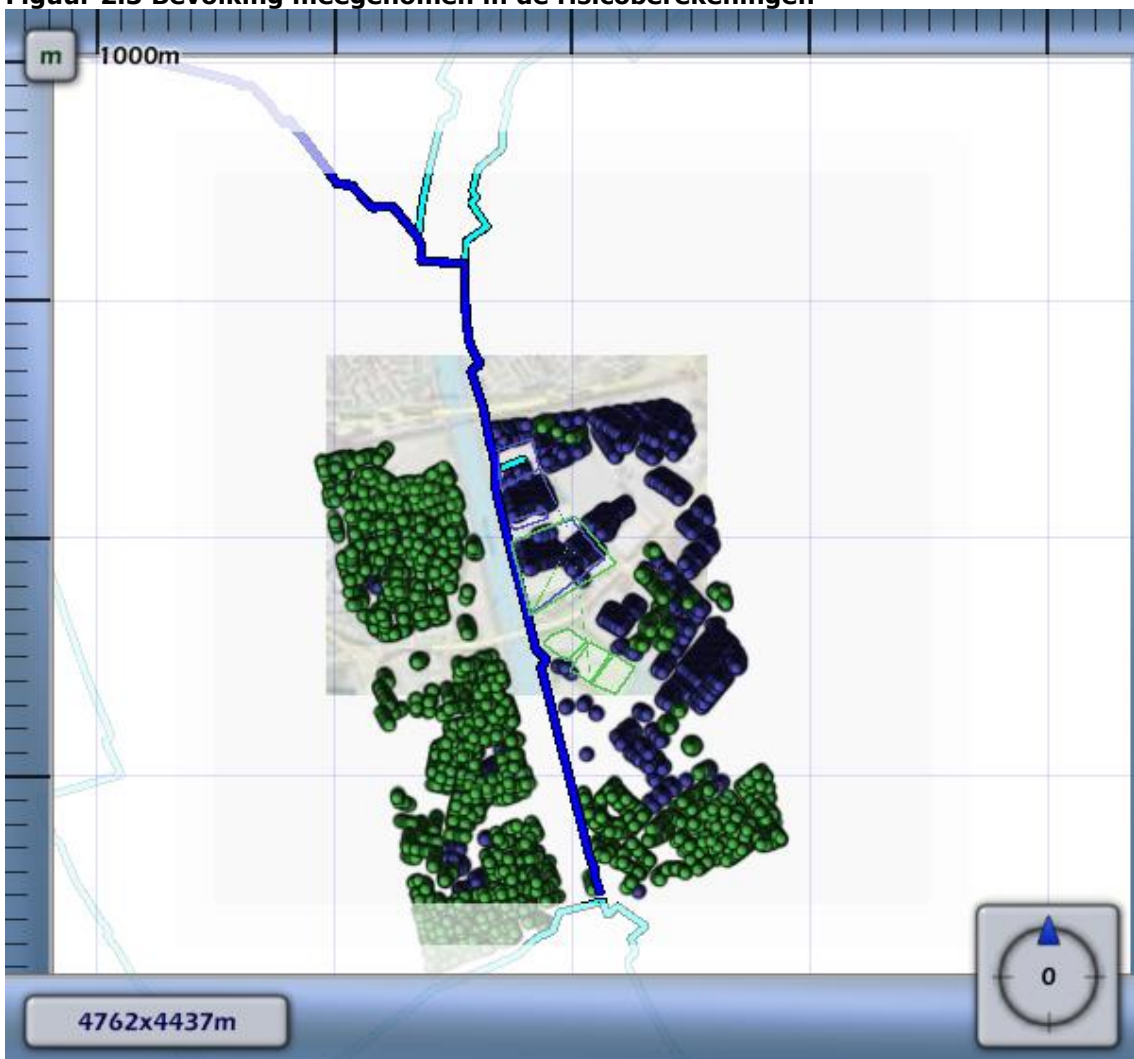 Figuur 2.3 Bevolking meegenomen in de risicoberekeningen
m
1000m
0
4762x4437m